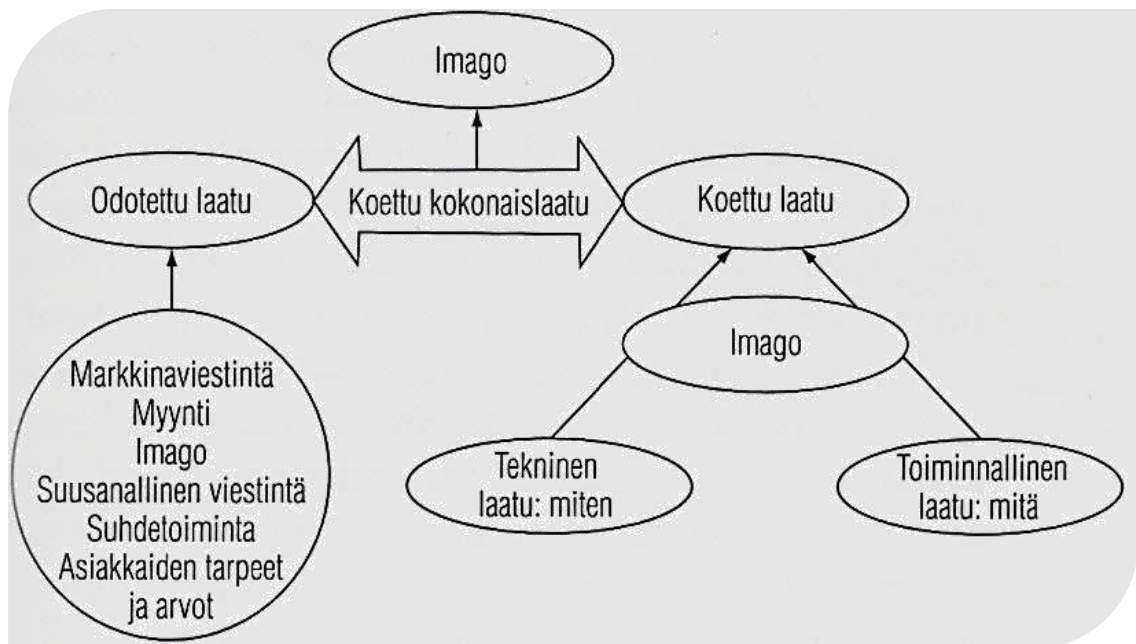 Imago
Odotettu laatu
Koettu kokonaislaatu
Koettu laatu
Imago
Markkinaviestintä
Myynti
Imago
Suusanallinen viestintä
Suhdetoiminta
Asiakkaiden tarpeet
ja arvot
Tekninen
laatu: miten
Toiminnallinen
laatu: mitä